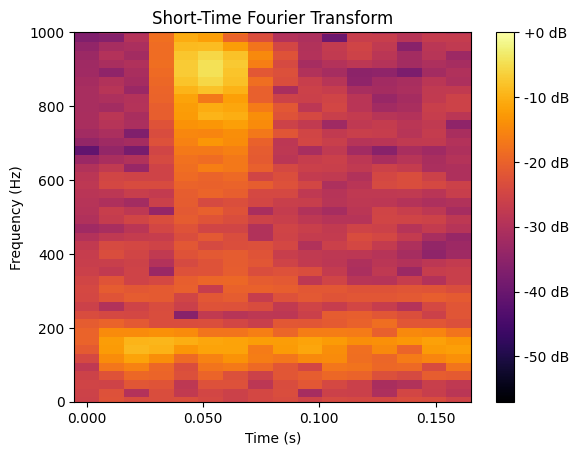 Short-Time Fourier Transform
1000
800
600
400
200
0
Frequency (Hz)
0.000
0.050
0.100
0.150
Time (s)
+0 dB
-10 dB
-20 dB
-30 dB
-40 dB
-50 dB